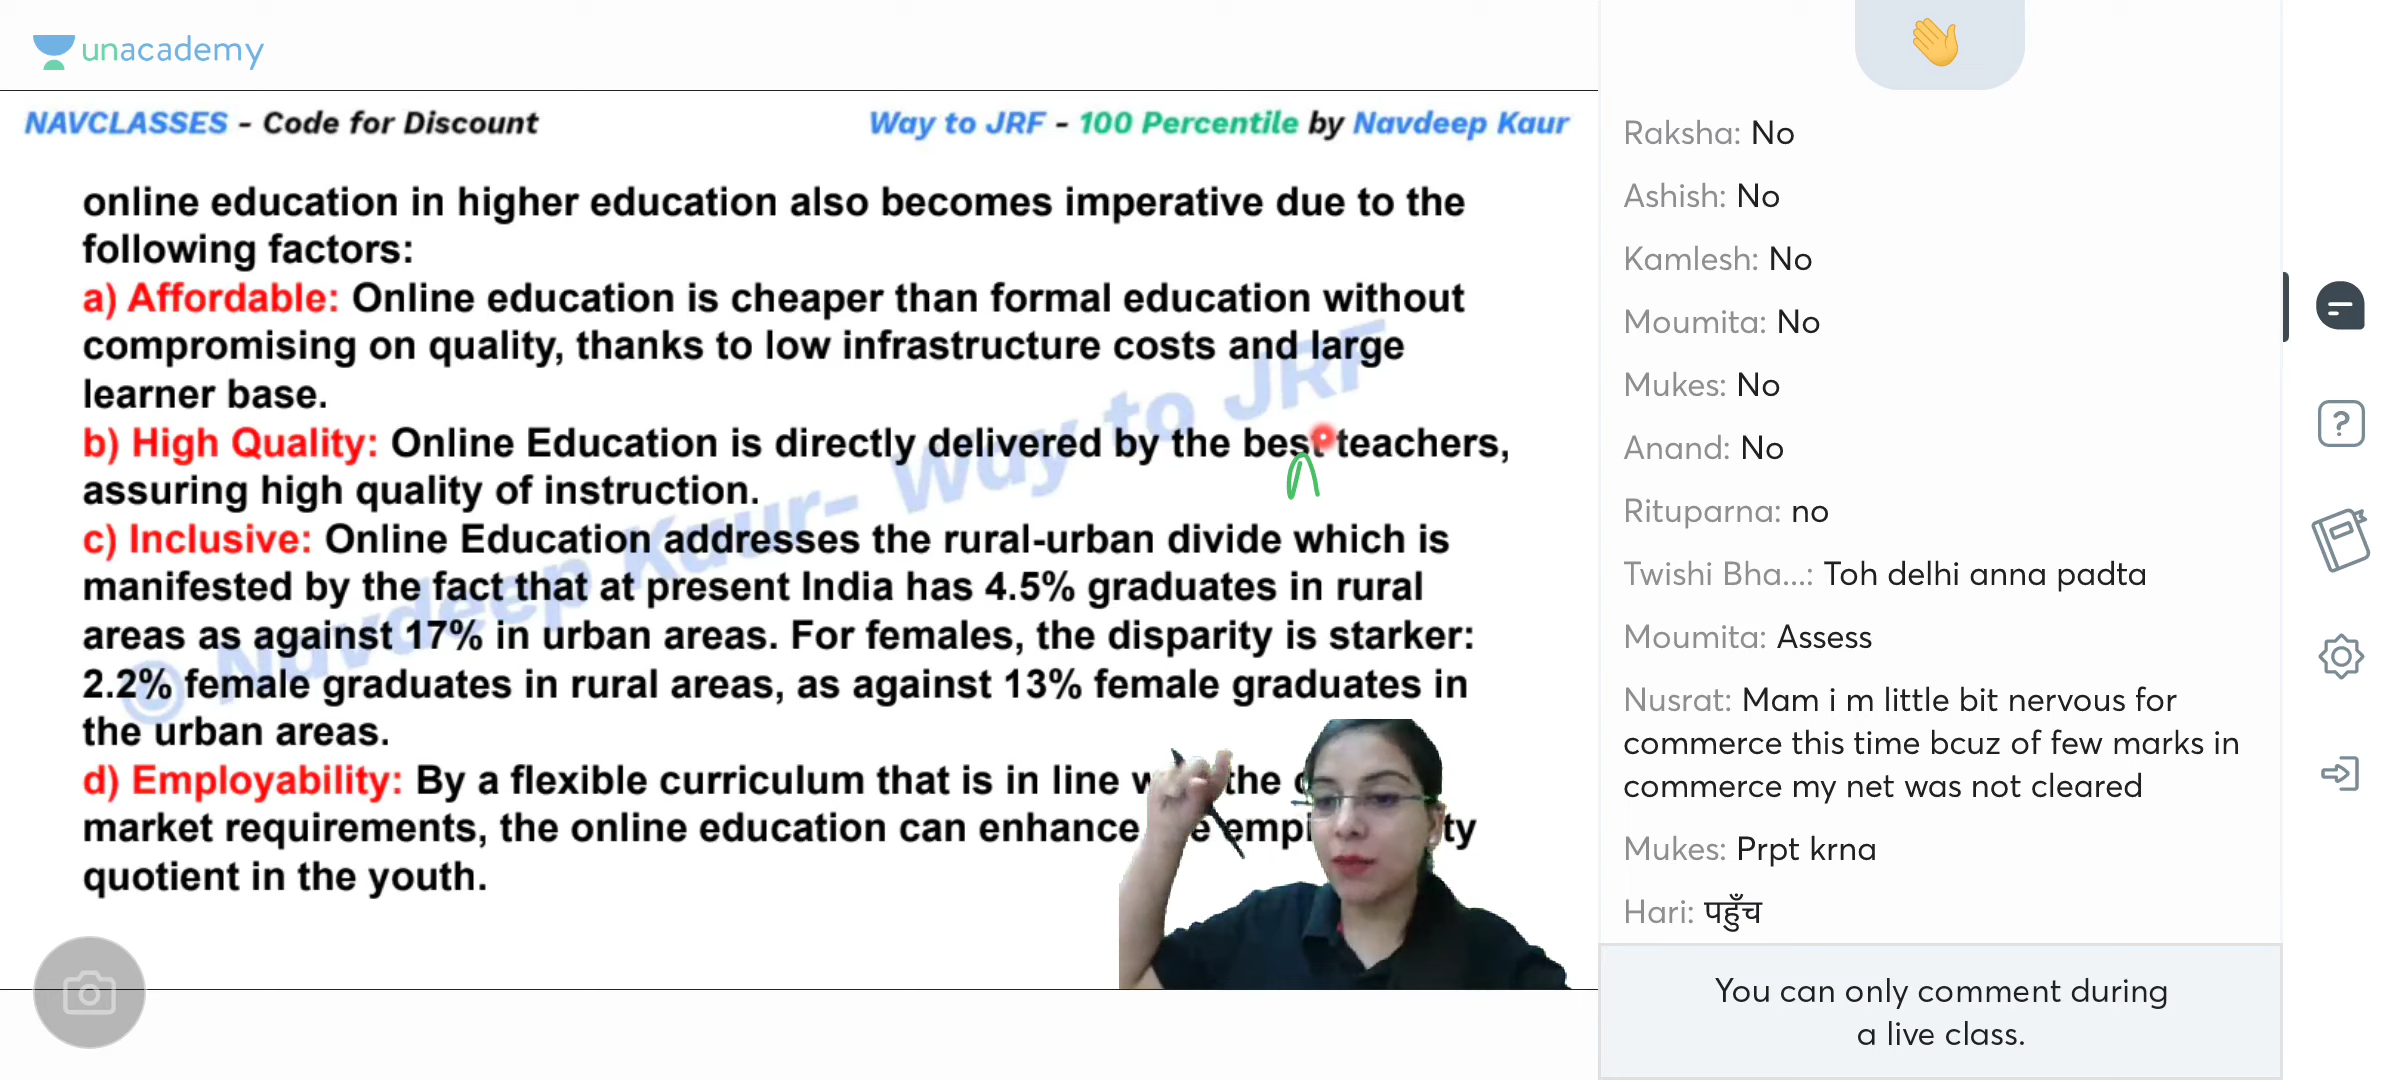 unacademy
NAVCLASSES - Code for Discount
Way to JRF - 100 Percentile by Navdeep Kaur
online education in higher education also becomes imperative due to the
following factors:
a) Affordable: Online education is cheaper than formal education without
compromising on quality, thanks to low infrastructure costs and large
learner base.
b) High Quality: Online Education is directly delivered by the best teachers,
assuring high quality of instruction.
c) Inclusive: Online Education addresses the rural-urban divide which is
manifested by the fact that at present India has 4.5% graduates in rural
areas as against 17% in urban areas. For females, the disparity is starker:
2.2% female graduates in rural areas, as against 13% female graduates in
the urban areas.
d) Employability: By a flexible curriculum that is in line the
market requirements, the online education can enhance
quotient in the youth.
© Navdeep Kaur- Way to JRF
Raksha: No
Ashish: No
Kamlesh: No
Moumita: No
Mukes: No
Anand: No
Rituparna: no
Twishi Bha...: Toh delhi anna padta
Moumita: Assess
Nusrat: Mam i m little bit nervous for
commerce this time bcuz of few marks in
commerce my net was not cleared
Mukes: Prpt krna
Hari: पहुँच
You can only comment during
a live class.